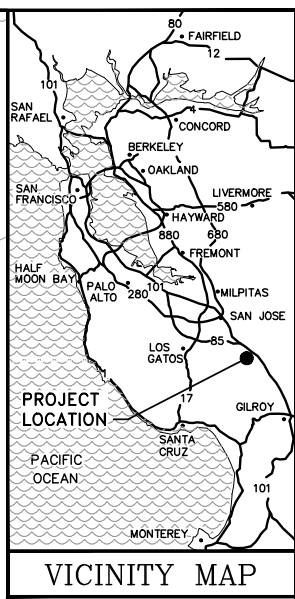 80
FAIRFIELD
12
101
SAN
RAFAEL
4
CONCORD
BERKELEY
OAKLAND
SAN
FRANCISCO
LIVERMORE
580
HAYWARD
880
680
FREMONT
HALF
MOON BAY
PALO
ALTO
280
101
MILPITAS
SAN JOSE
LOS
GATOS
85
PROJECT
LOCATION
17
GILROY
SANTA
CRUZ
PACIFIC
OCEAN
101
MONTEREY
VICINITY MAP